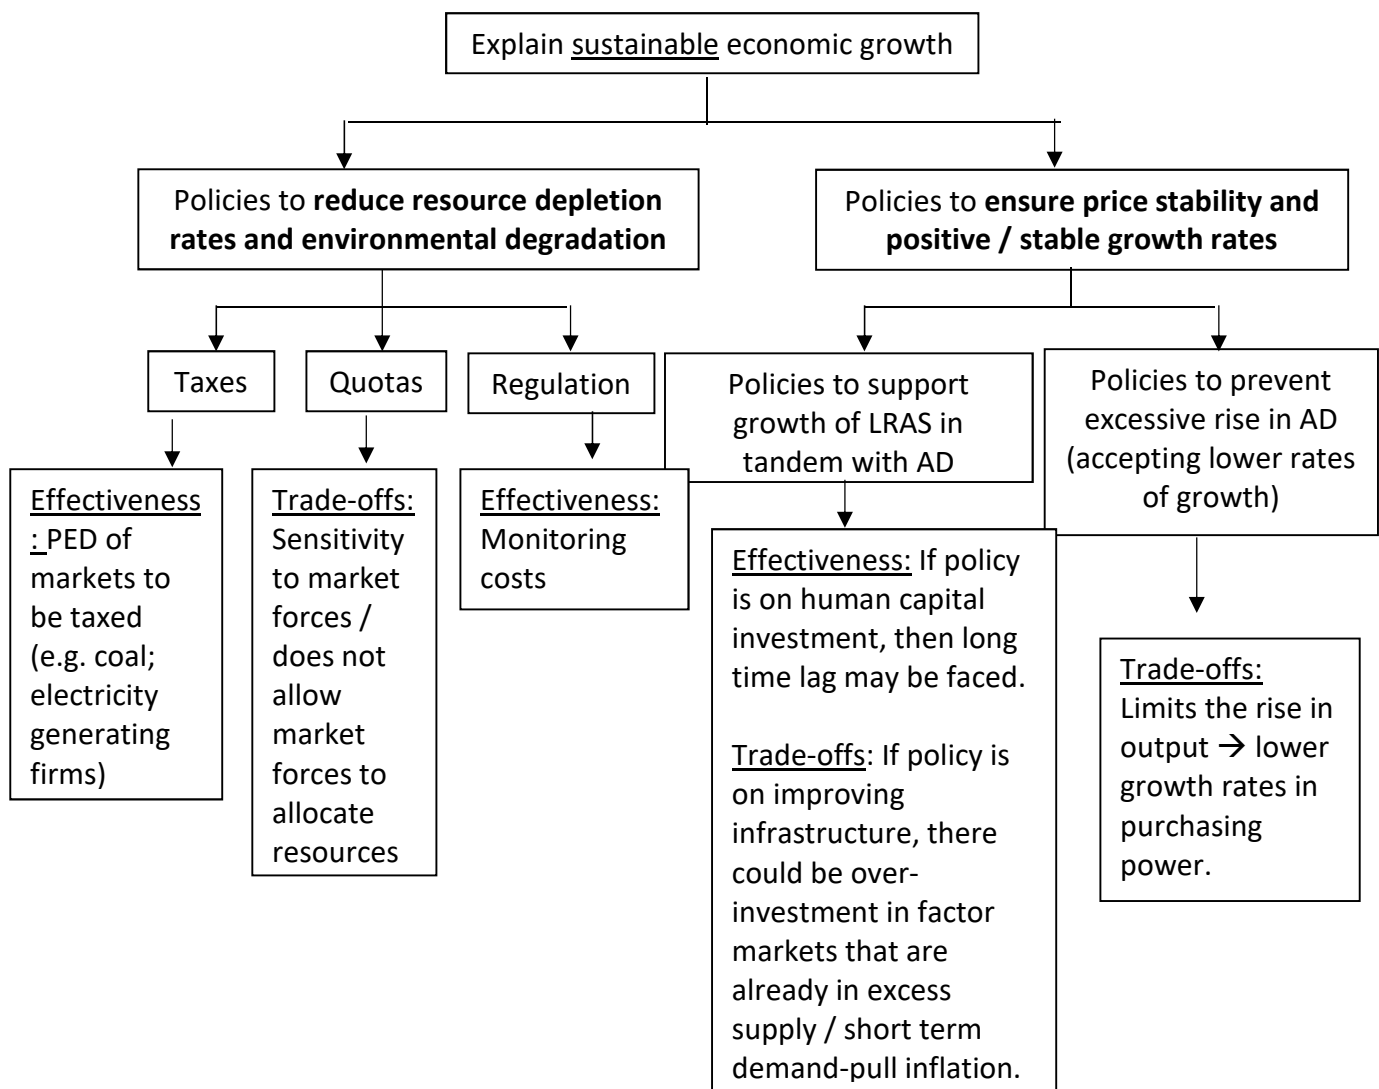 Explain sustainable economic growth
Policies to reduce resource depletion
rates and environmental degradation
Policies to ensure price stability and
positive / stable growth rates
Taxes
Quotas
Regulation
Policies to support
growth of LRAS in
tandem with AD
Policies to prevent
excessive rise in AD
(accepting lower rates
of growth)
Effectiveness
: PED of
markets to
be taxed
(e.g. coal;
electricity
generating
firms)
Trade-offs:
Sensitivity
to market
forces /
does not
allow
market
forces to
allocate
resources
Effectiveness:
Monitoring
costs
Effectiveness: If policy
is on human capital
investment, then long
time lag may be faced.
Trade-offs: If policy is
on improving
infrastructure, there
could be over-
investment in factor
markets that are
already in excess
supply / short term
demand-pull inflation.
Trade-offs:
Limits the rise in
output → lower
growth rates in
purchasing
power.